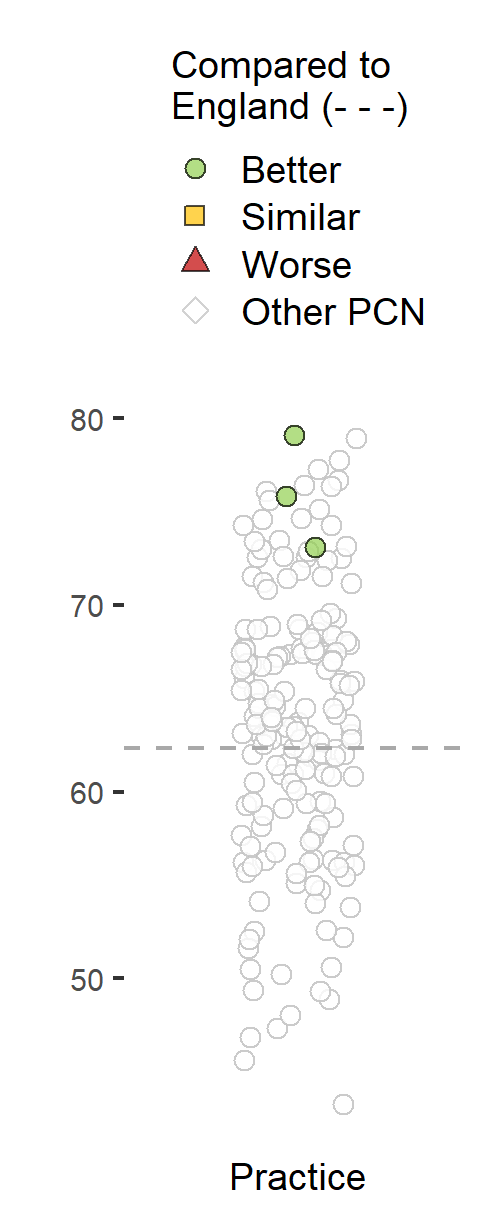 Compared to
England (- - -)
Better
Similar
Worse
Other PCN
80
70
60
50
Practice